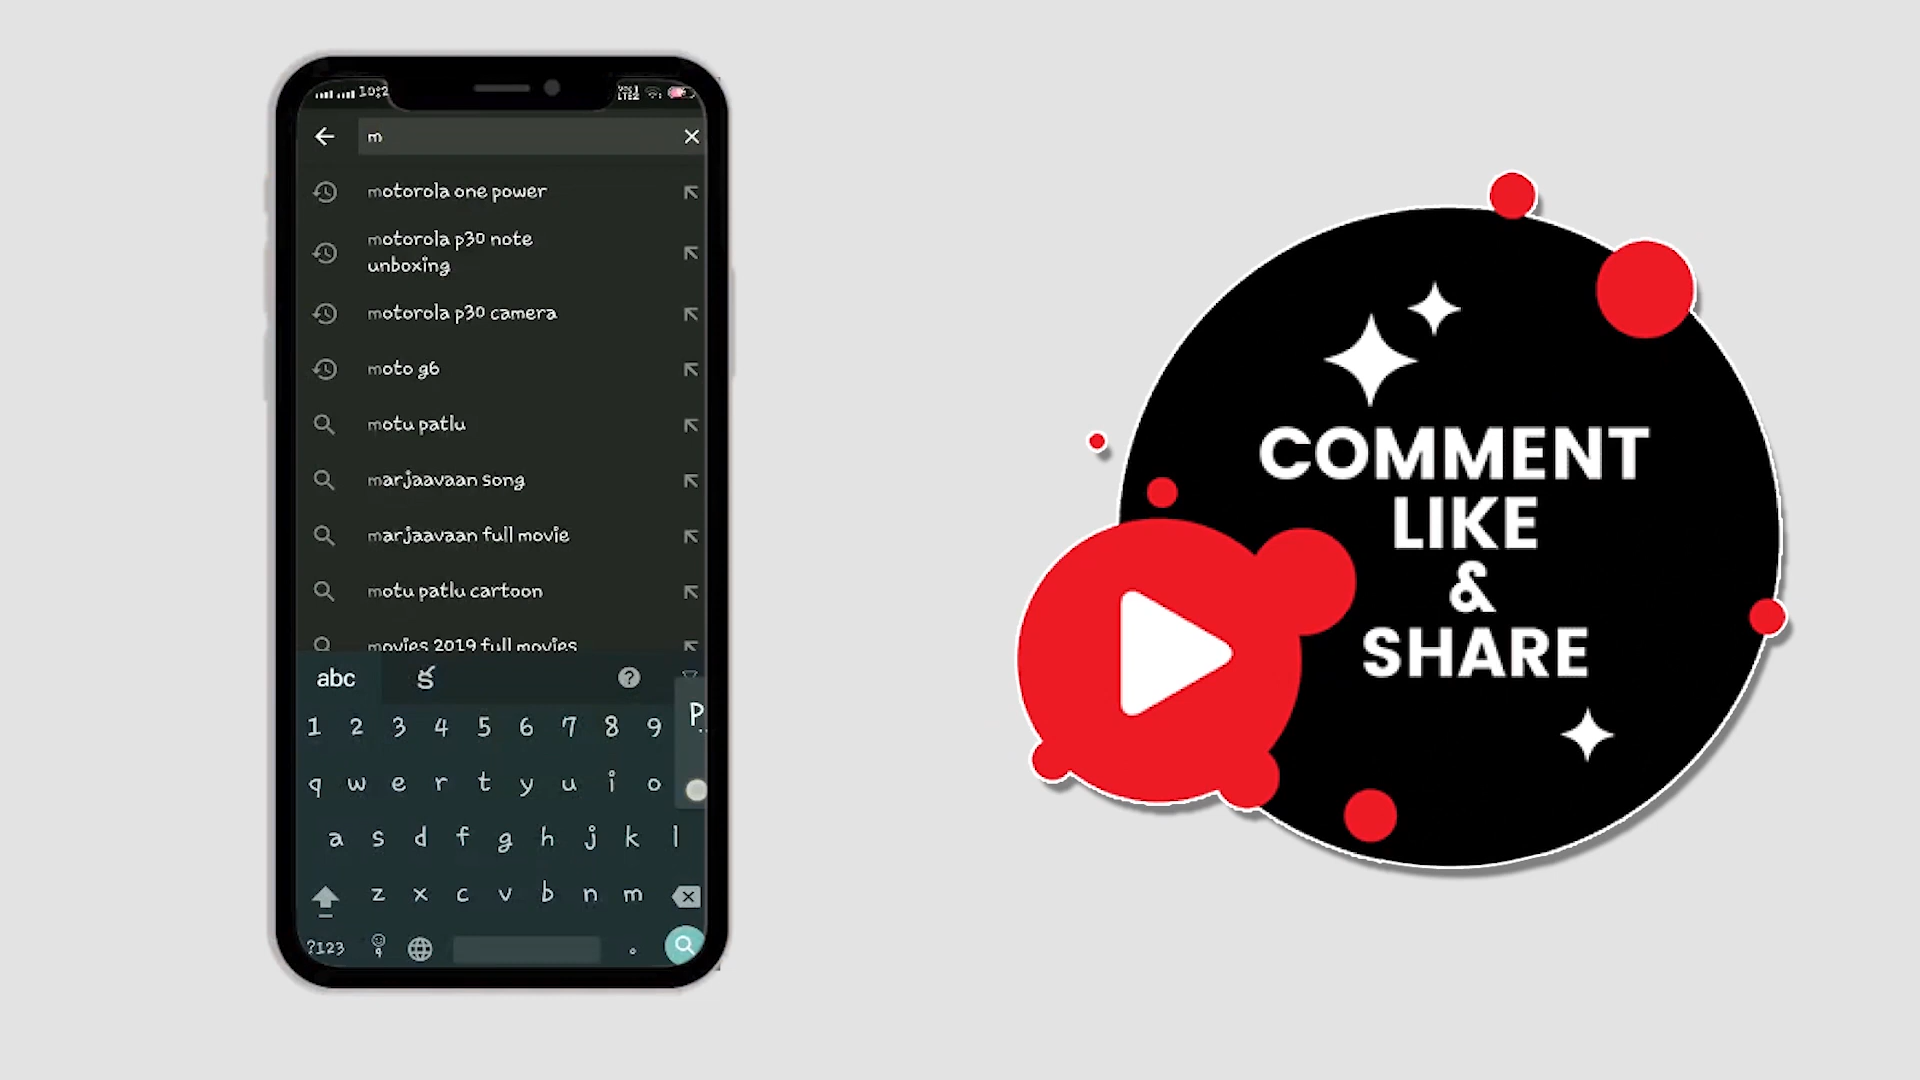 10:2
m
motorola one power
motorola p30 note
unboxing
motorola p30 camera
moto g6
motu patlu
marjaavaan song
marjaavaan full movie
motu patlu cartoon
movies 2019 full movies
abc
1 2 3 4 5 6 7 8 9
P
q w e r t y u i o
a s d f g h j k l
z x c v b n m
?123
COMMENT
LIKE
&
SHARE